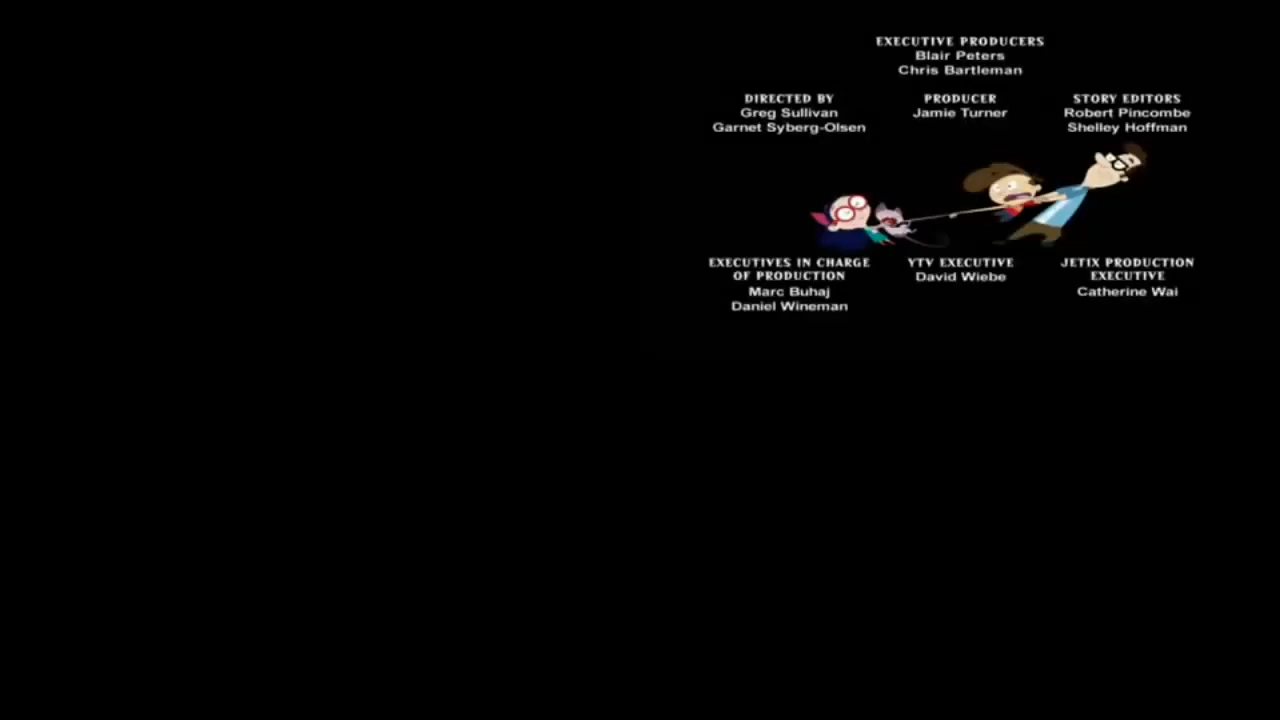 EXECUTIVE PRODUCERS
Blair Peters
Chris Bartleman
DIRECTED BY
Greg Sullivan
Garnet Syberg-Olsen
PRODUCER
Jamie Turner
STORY EDITORS
Robert Pincombe
Shelley Hoffman
EXECUTIVES IN CHARGE
OF PRODUCTION
Marc Buhaj
Daniel Wineman
YTV EXECUTIVE
David Wiebe
JETIX PRODUCTION
EXECUTIVE
Catherine Wai